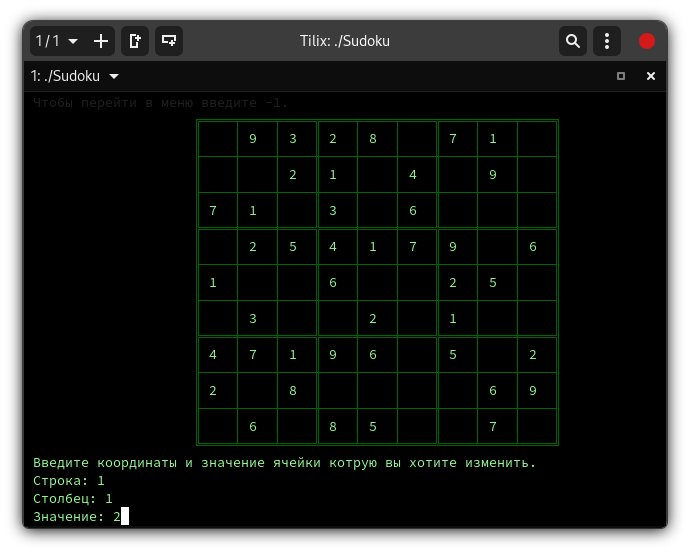 1/1
Tilix: ./Sudoku
1: ./Sudoku
Чтобы перейти в меню введите -1.
9 3 2 8 7 1
2 1 4 9
7 1 3 6
2 5 4 1 7 9 6
1 6 2 5
3 2 1
4 7 1 9 6 5 2
2 8 6 9
6 8 5 7
Введите координаты и значение ячейки котрую вы хотите изменить.
Строка: 1
Столбец: 1
Значение: 2